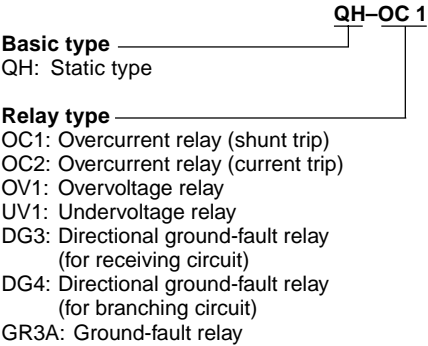 QH–OC 1
Basic type
QH: Static type
Relay type
OC1: Overcurrent relay (shunt trip)
OC2: Overcurrent relay (current trip)
OV1: Overvoltage relay
UV1: Undervoltage relay
DG3: Directional ground-fault relay
(for receiving circuit)
DG4: Directional ground-fault relay
(for branching circuit)
GR3A: Ground-fault relay